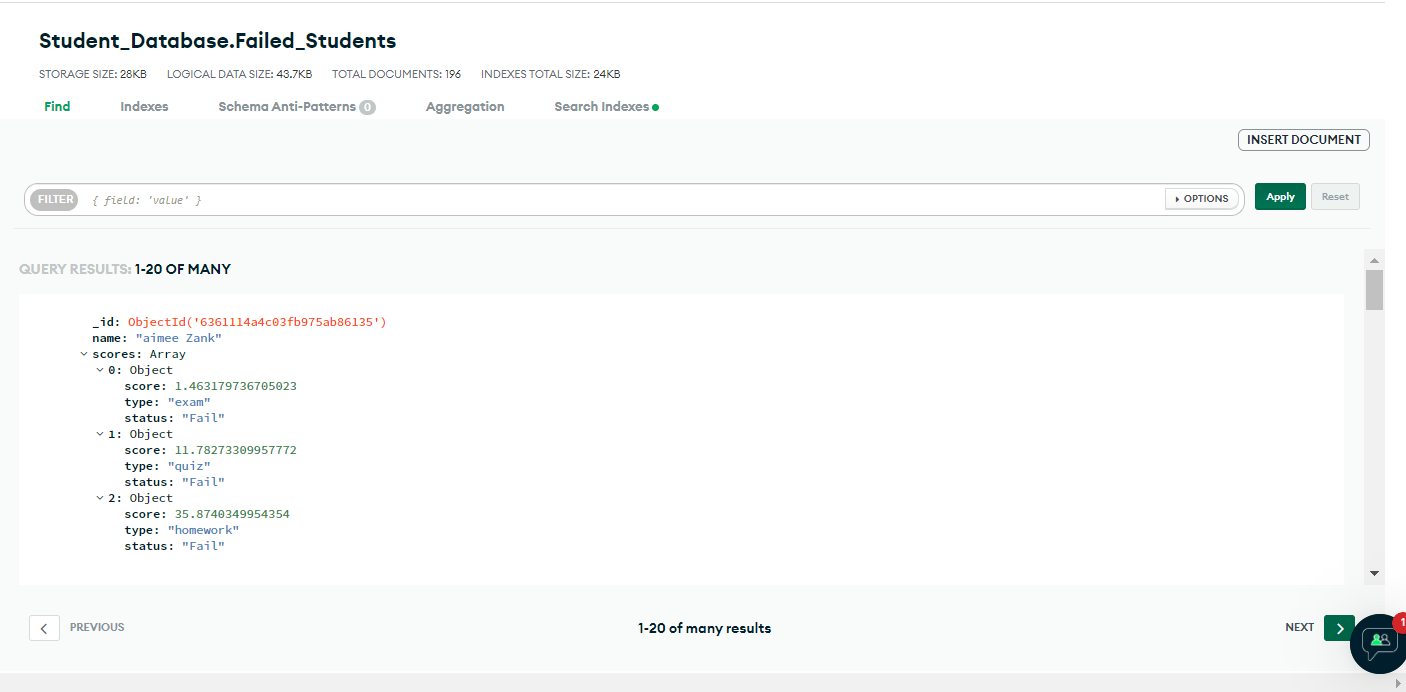 Student_Database.Failed_Students
STORAGE SIZE: 28KB LOGICAL DATA SIZE: 43.7KB TOTAL DOCUMENTS: 196 INDEXES TOTAL SIZE: 24KB
Find Indexes Schema Anti-Patterns 0 Aggregation Search Indexes
INSERT DOCUMENT
FILTER { field: 'value' } OPTIONS Apply Reset
QUERY RESULTS: 1-20 OF MANY
_id: ObjectId('6361114a4c03fb975ab86135')
name: "aimee Zank"
scores: Array
0: Object
score: 1.463179736705023
type: "exam"
status: "Fail"
1: Object
score: 11.78273309957772
type: "quiz"
status: "Fail"
2: Object
score: 35.8740349954354
type: "homework"
status: "Fail"
PREVIOUS 1-20 of many results NEXT
1